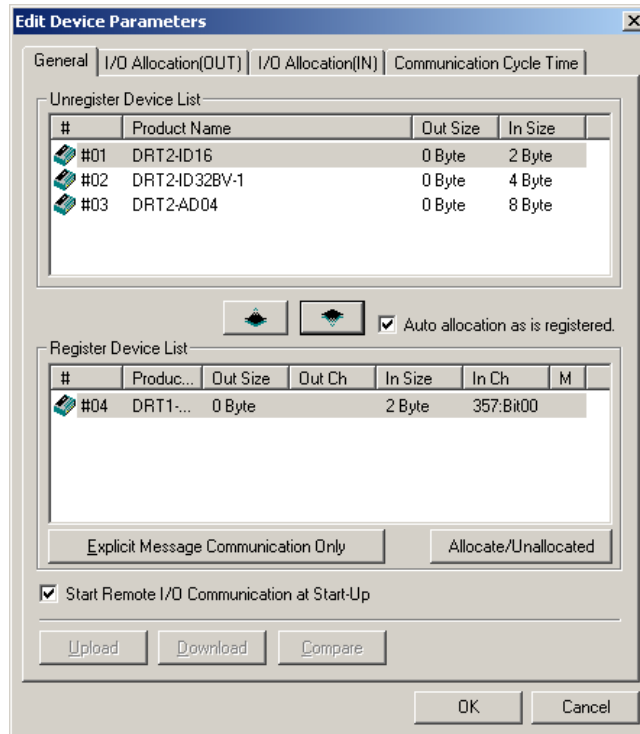 Edit Device Parameters
General I/O Allocation(OUT) I/O Allocation(IN) Communication Cycle Time
Unregister Device List
# Product Name Out Size In Size
#01 DRT2-ID16 0 Byte 2 Byte
#02 DRT2-ID32BV-1 0 Byte 4 Byte
#03 DRT2-AD04 0 Byte 8 Byte
Auto allocation as is registered.
Register Device List
# Produc... Out Size Out Ch In Size In Ch M
#04 DRT1-... 0 Byte 2 Byte 357:Bit00
Explicit Message Communication Only Allocate/Unallocated
Start Remote I/O Communication at Start-Up
Upload Download Compare
OK Cancel